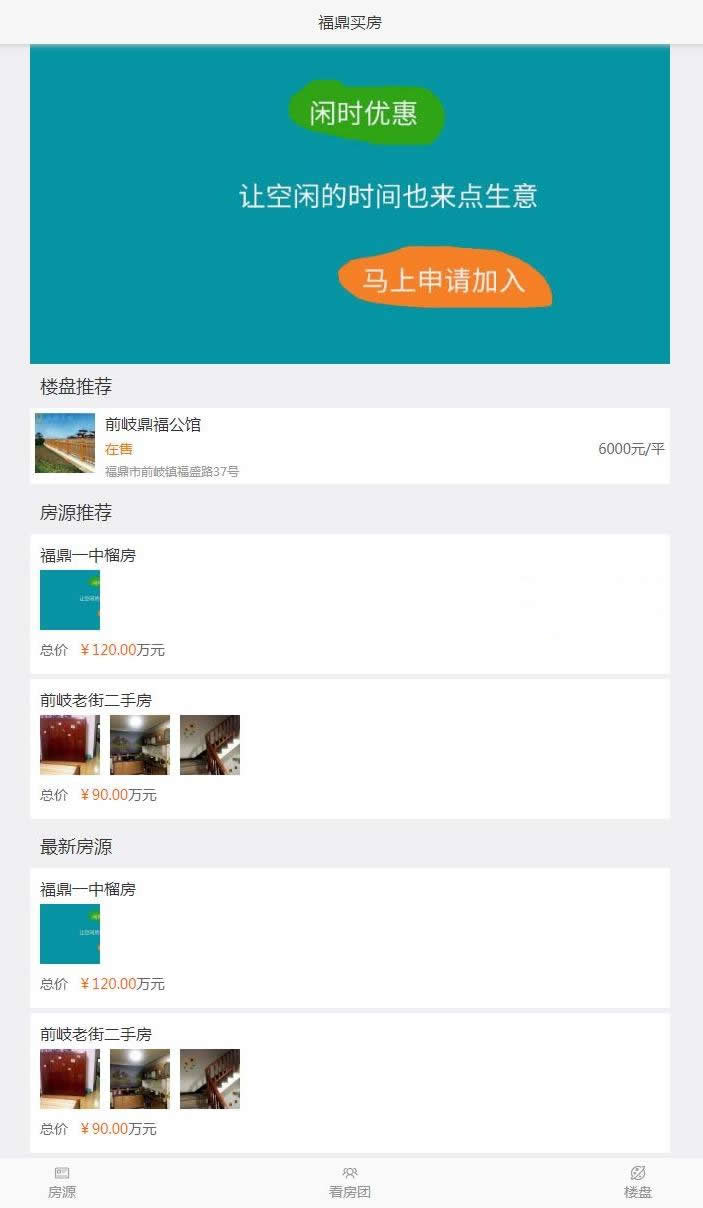 福鼎买房
闲时优惠
让空闲的时间也来点生意
马上申请加入
楼盘推荐
前岐鼎福公馆
在售
6000元/平
福鼎市前岐镇福盛路37号
房源推荐
福鼎一中榴房
总价 ￥120.00万元
前岐老街二手房
总价 ￥90.00万元
最新房源
福鼎一中榴房
总价 ￥120.00万元
前岐老街二手房
总价 ￥90.00万元
房源
看房团
楼盘